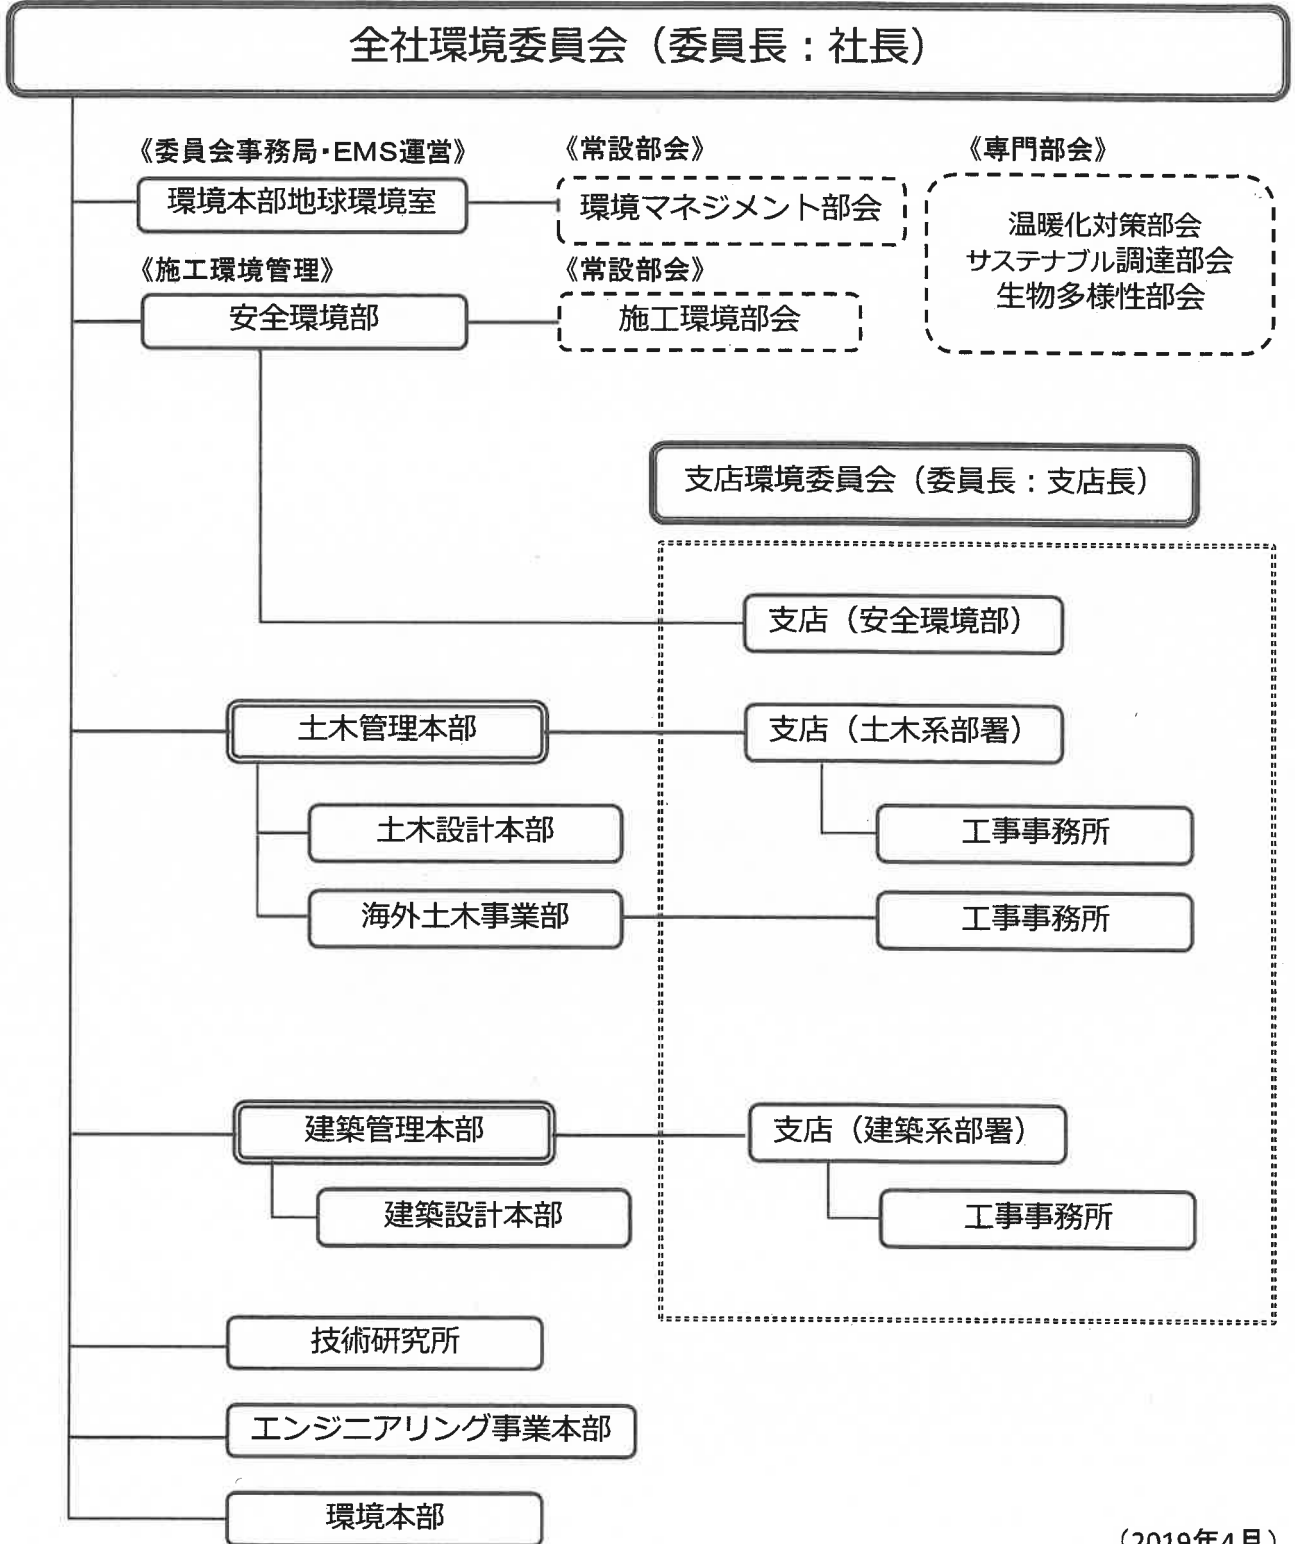 全社環境委員会（委員長：社長）
《委員会事務局・EMS運営》
《常設部会》
《専門部会》
環境本部地球環境室
環境マネジメント部会
温暖化対策部会
サステナブル調達部会
生物多様性部会
《施工環境管理》
《常設部会》
安全環境部
施工環境部会
支店環境委員会（委員長：支店長）
支店（安全環境部）
土木管理本部
支店（土木系部署）
土木設計本部
工事事務所
海外土木事業部
工事事務所
建築管理本部
支店（建築系部署）
建築設計本部
工事事務所
技術研究所
エンジニアリング事業本部
環境本部
（2019年4月）